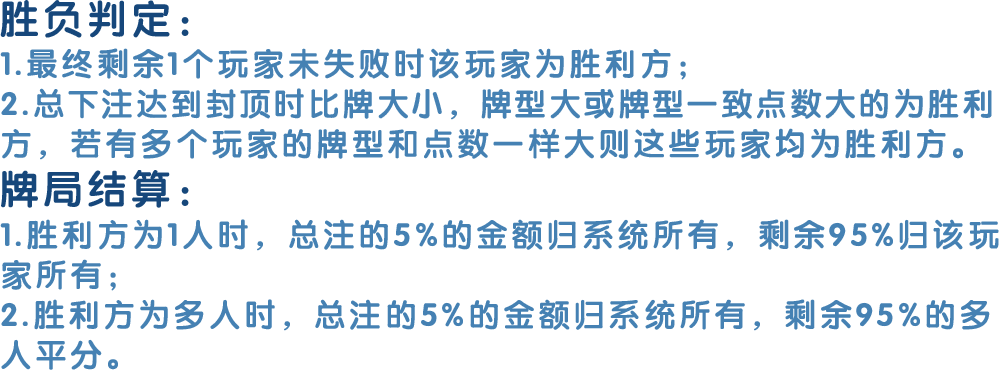 胜负判定：
1.最终剩余1个玩家未失败时该玩家为胜利方；
2.总下注达到封顶时比牌大小，牌型大或牌型一致点数大的为胜利
方，若有多个玩家的牌型和点数一样大则这些玩家均为胜利方。
牌局结算：
1.胜利方为1人时，总注的5%的金额归系统所有，剩余95%归该玩
家所有；
2.胜利方为多人时，总注的5%的金额归系统所有，剩余95%的多
人平分。